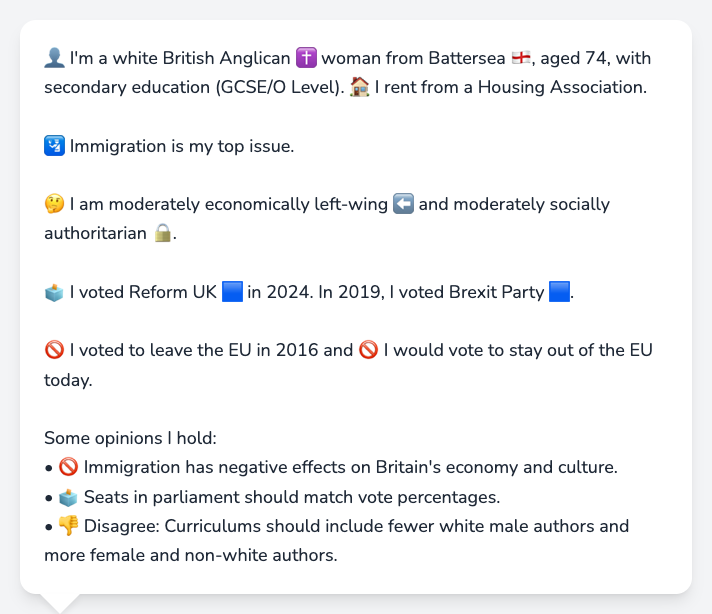 👤 I'm a white British Anglican ✝️ woman from Battersea 🏴󠁧󠁢󠁥󠁮󠁧󠁿, aged 74, with
secondary education (GCSE/O Level). 🏠 I rent from a Housing Association.
🛂 Immigration is my top issue.
🤔 I am moderately economically left-wing ⬅️ and moderately socially
authoritarian 🔒.
🗳️ I voted Reform UK 🟦 in 2024. In 2019, I voted Brexit Party 🟦.
🚫 I voted to leave the EU in 2016 and 🚫 I would vote to stay out of the EU
today.
Some opinions I hold:
• 🚫 Immigration has negative effects on Britain's economy and culture.
• 🗳️ Seats in parliament should match vote percentages.
• 👎 Disagree: Curriculums should include fewer white male authors and
more female and non-white authors.